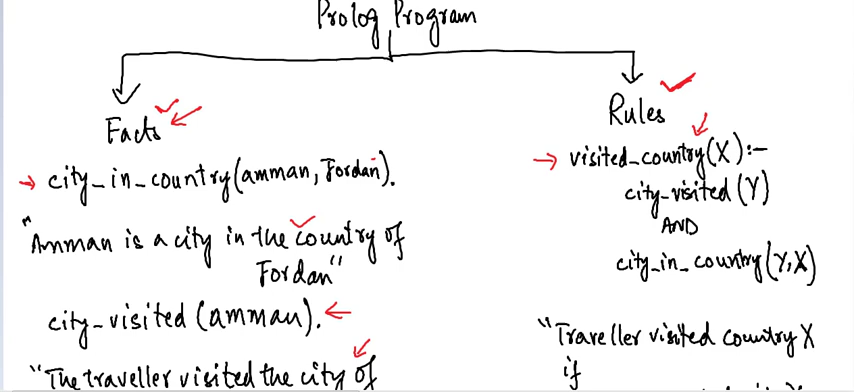 Prolog Program
Facts
city_in_country(amman, Jordan).
"Amman is a city in the country of
Jordan"
city_visited (amman).
"The traveller visited the city of
Rules
visited_country(X):-
city_visited (Y)
AND
city_in_country(Y,X)
"Traveller visited country X
if